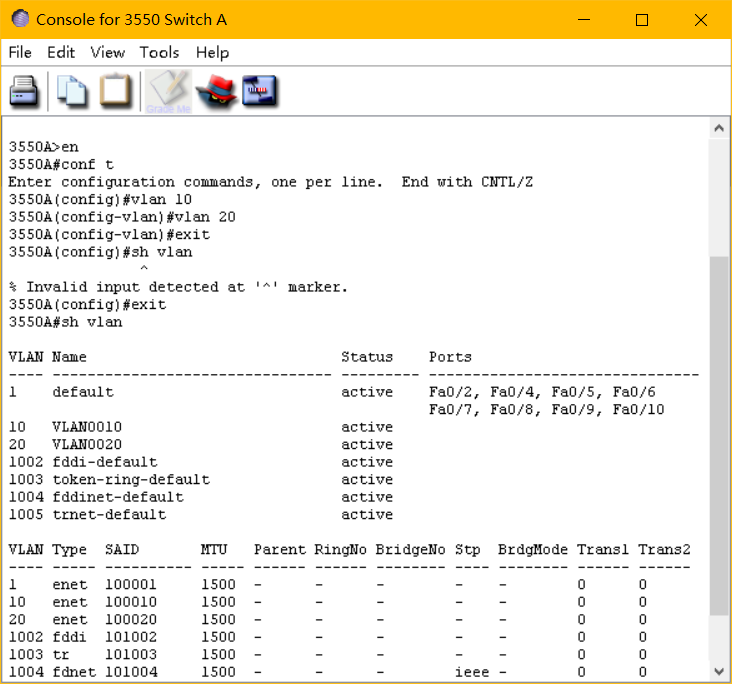 Console for 3550 Switch A
File Edit View Tools Help
Grade Me
3550A>en
3550A#conf t
Enter configuration commands, one per line.  End with CNTL/Z
3550A(config)#vlan 10
3550A(config-vlan)#vlan 20
3550A(config-vlan)#exit
3550A(config)#sh vlan
               ^
% Invalid input detected at '^' marker.
3550A(config)#exit
3550A#sh vlan
VLAN Name                             Status    Ports
---- -------------------------------- --------- -------------------------------
1    default                          active    Fa0/2, Fa0/4, Fa0/5, Fa0/6
                                                Fa0/7, Fa0/8, Fa0/9, Fa0/10
10   VLAN0010                         active
20   VLAN0020                         active
1002 fddi-default                     active
1003 token-ring-default               active
1004 fddinet-default                  active
1005 trnet-default                    active
VLAN Type  SAID       MTU   Parent RingNo BridgeNo Stp  BrdgMode Trans1 Trans2
---- ----- ---------- ----- ------ ------ -------- ---- -------- ------ ------
1    enet  100001     1500  -      -      -        -    -        0      0
10   enet  100010     1500  -      -      -        -    -        0      0
20   enet  100020     1500  -      -      -        -    -        0      0
1002 fddi  101002     1500  -      -      -        -    -        0      0
1003 tr    101003     1500  -      -      -        -    -        0      0
1004 fdnet 101004     1500  -      -      -        ieee -        0      0